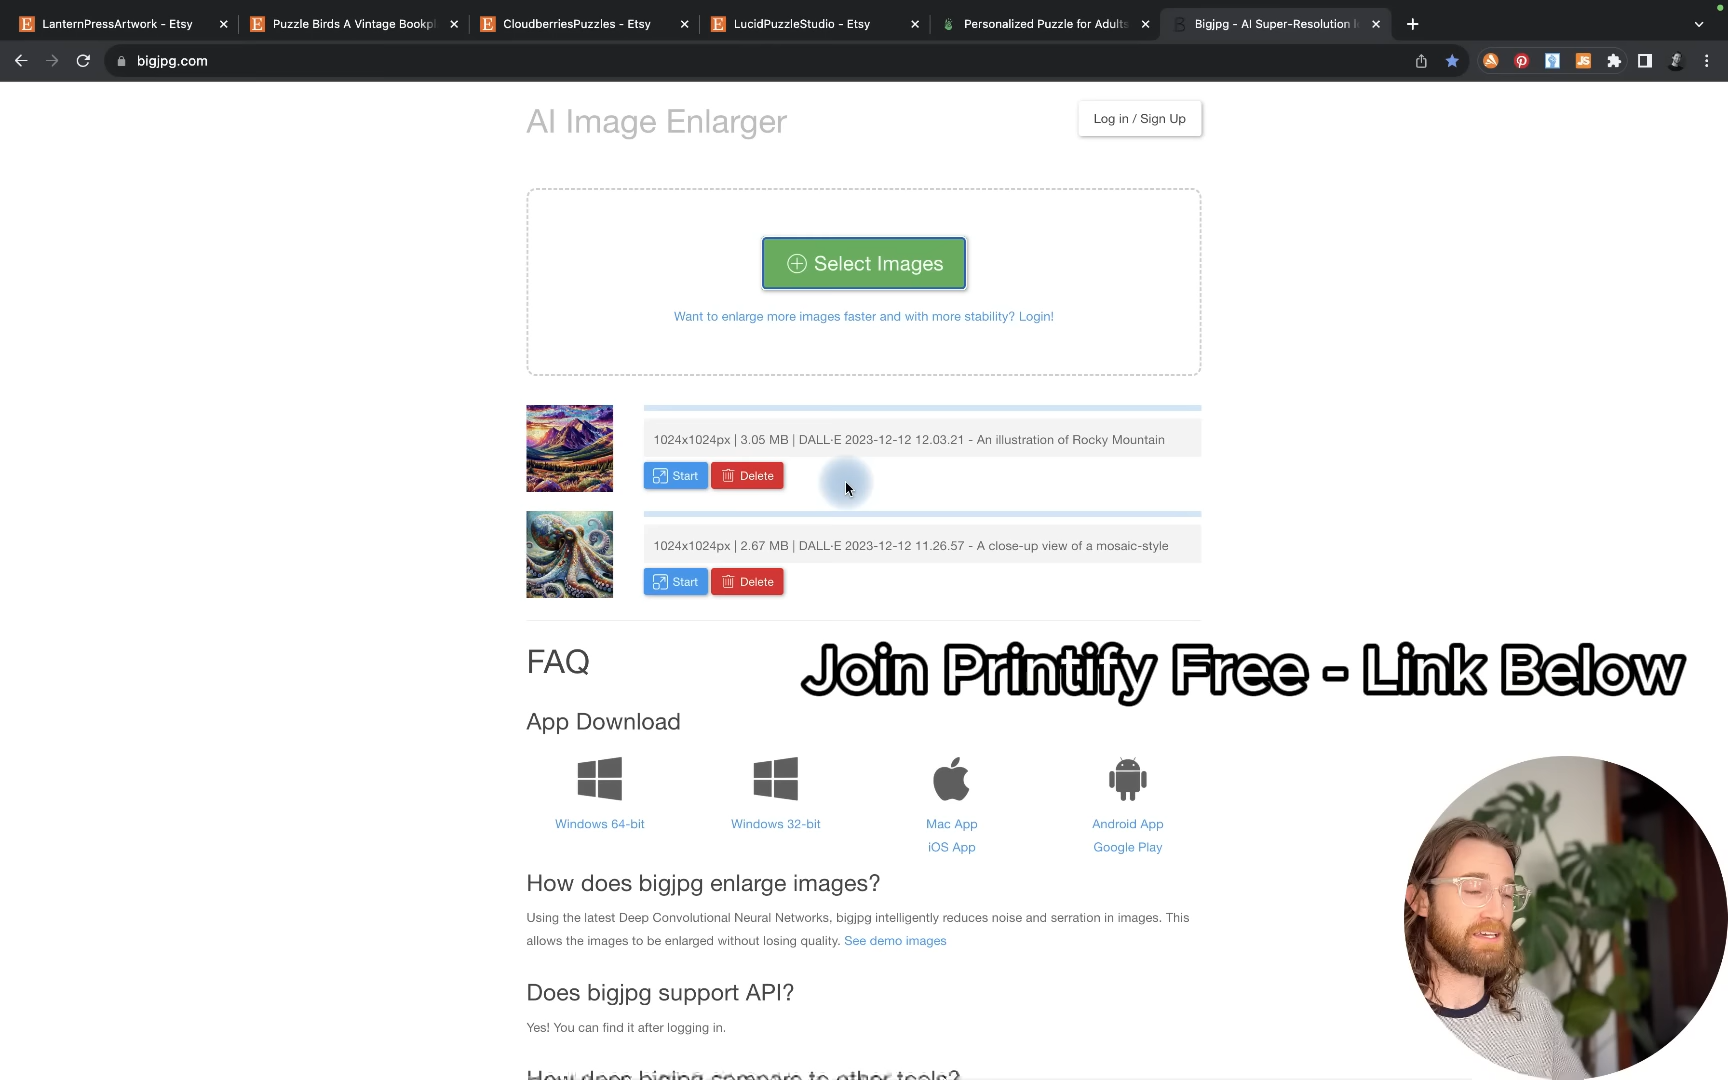 LanternPressArtwork - Etsy
Puzzle Birds A Vintage Bookpl
CloudberriesPuzzles - Etsy
LucidPuzzleStudio - Etsy
Personalized Puzzle for Adults
Bigjpg - AI Super-Resolution
bigjpg.com
AI Image Enlarger
Log in / Sign Up
Select Images
Want to enlarge more images faster and with more stability? Login!
1024x1024px | 3.05 MB | DALL·E 2023-12-12 12.03.21 - An illustration of Rocky Mountain
Start
Delete
1024x1024px | 2.67 MB | DALL·E 2023-12-12 11.26.57 - A close-up view of a mosaic-style
Start
Delete
FAQ
Join Printify Free - Link Below
App Download
Windows 64-bit
Windows 32-bit
Mac App
Android App
iOS App
Google Play
How does bigjpg enlarge images?
Using the latest Deep Convolutional Neural Networks, bigjpg intelligently reduces noise and serration in images. This
allows the images to be enlarged without losing quality. See demo images
Does bigjpg support API?
Yes! You can find it after logging in.
How does bigjpg compare to other tools?